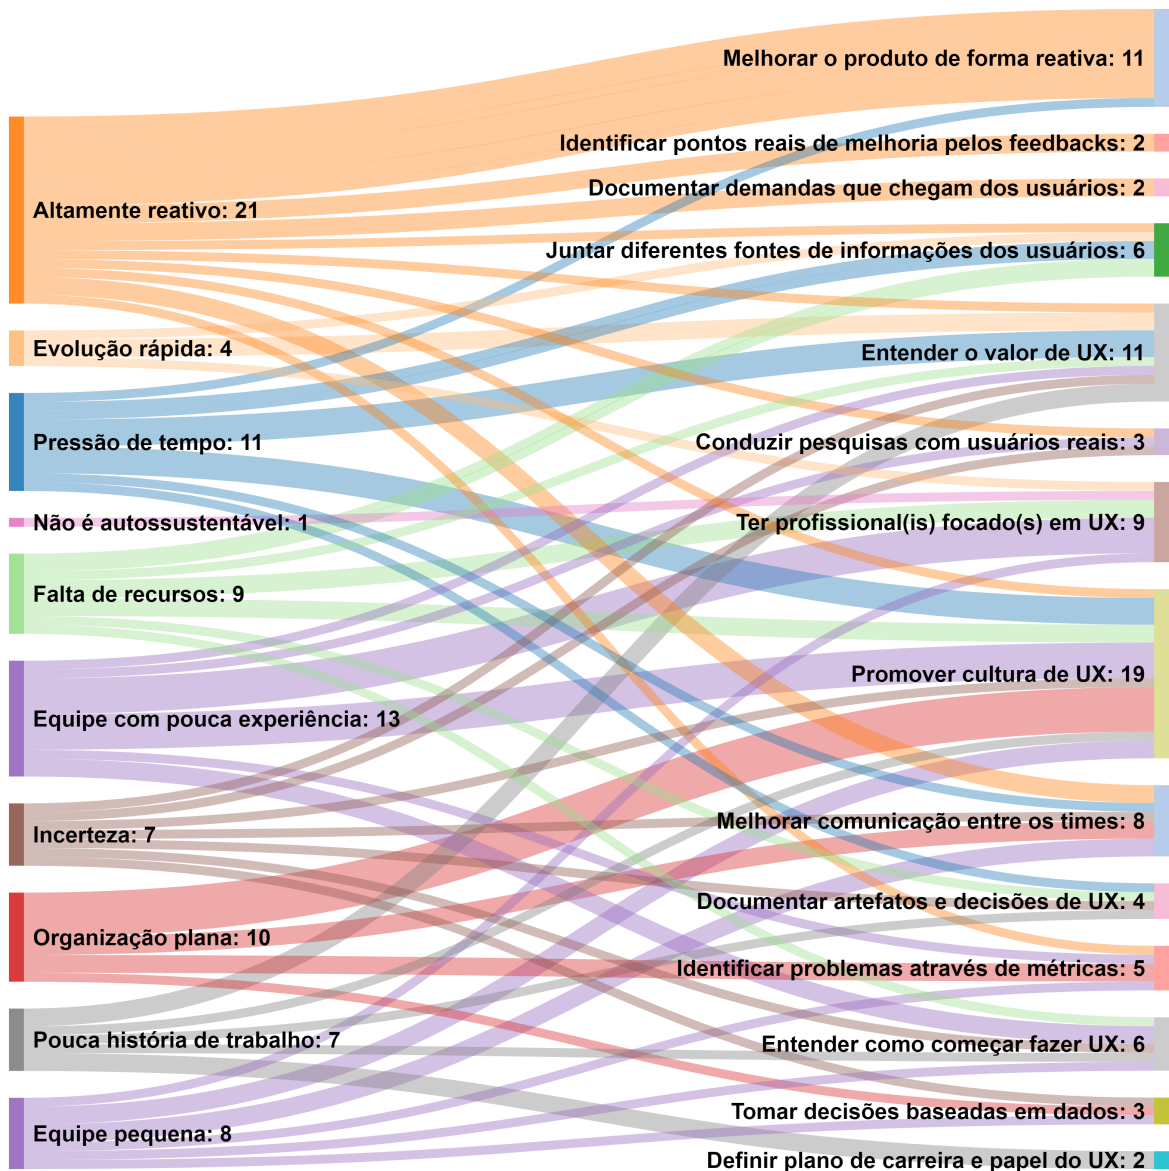 Melhorar o produto de forma reativa: 11
Identificar pontos reais de melhoria pelos feedbacks: 2
Documentar demandas que chegam dos usuários: 2
Altamente reativo: 21
Juntar diferentes fontes de informações dos usuários: 6
Evolução rápida: 4
Entender o valor de UX: 11
Pressão de tempo: 11
Conduzir pesquisas com usuários reais: 3
Não é autossustentável: 1
Ter profissional(is) focado(s) em UX: 9
Falta de recursos: 9
Promover cultura de UX: 19
Equipe com pouca experiência: 13
Melhorar comunicação entre os times: 8
Incerteza: 7
Documentar artefatos e decisões de UX: 4
Organização plana: 10
Identificar problemas através de métricas: 5
Pouca história de trabalho: 7
Entender como começar fazer UX: 6
Tomar decisões baseadas em dados: 3
Equipe pequena: 8
Definir plano de carreira e papel do UX: 2